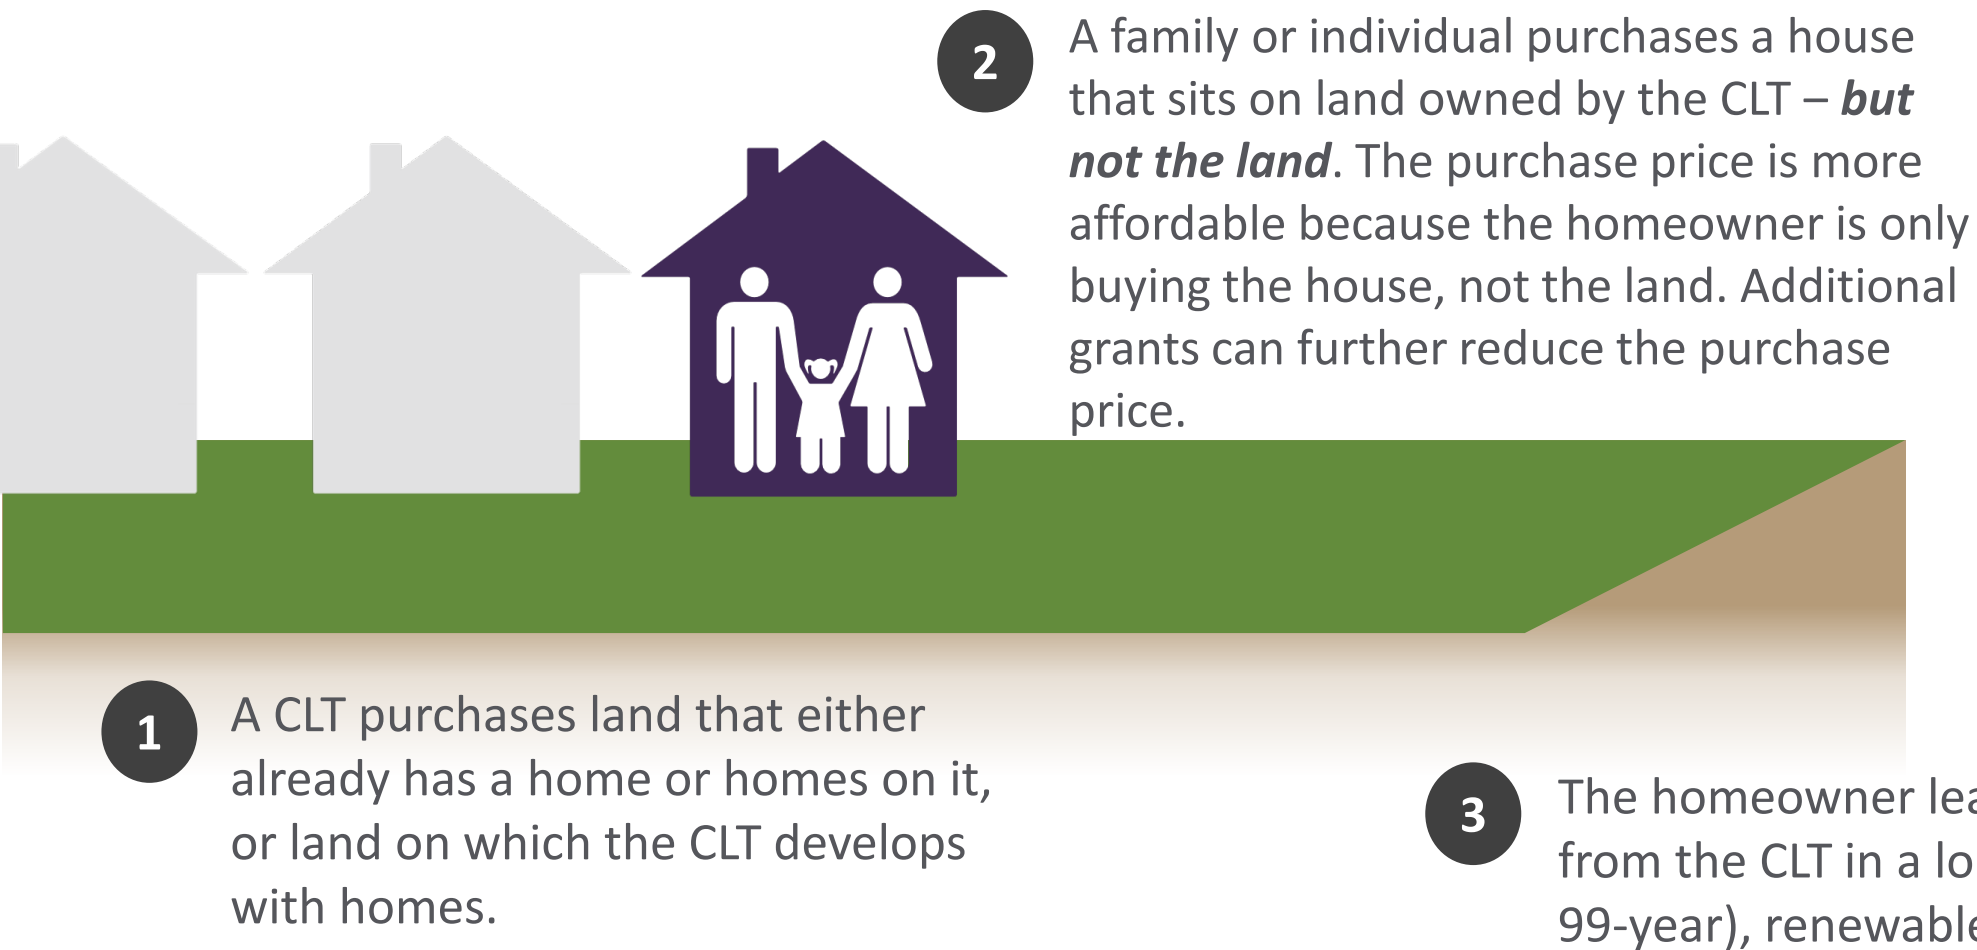 2
A family or individual purchases a house
that sits on land owned by the CLT – but
not the land. The purchase price is more
affordable because the homeowner is only
buying the house, not the land. Additional
grants can further reduce the purchase
price.
1
A CLT purchases land that either
already has a home or homes on it,
or land on which the CLT develops
with homes.
3
The homeowner
from the CLT in a
99-year), renewable